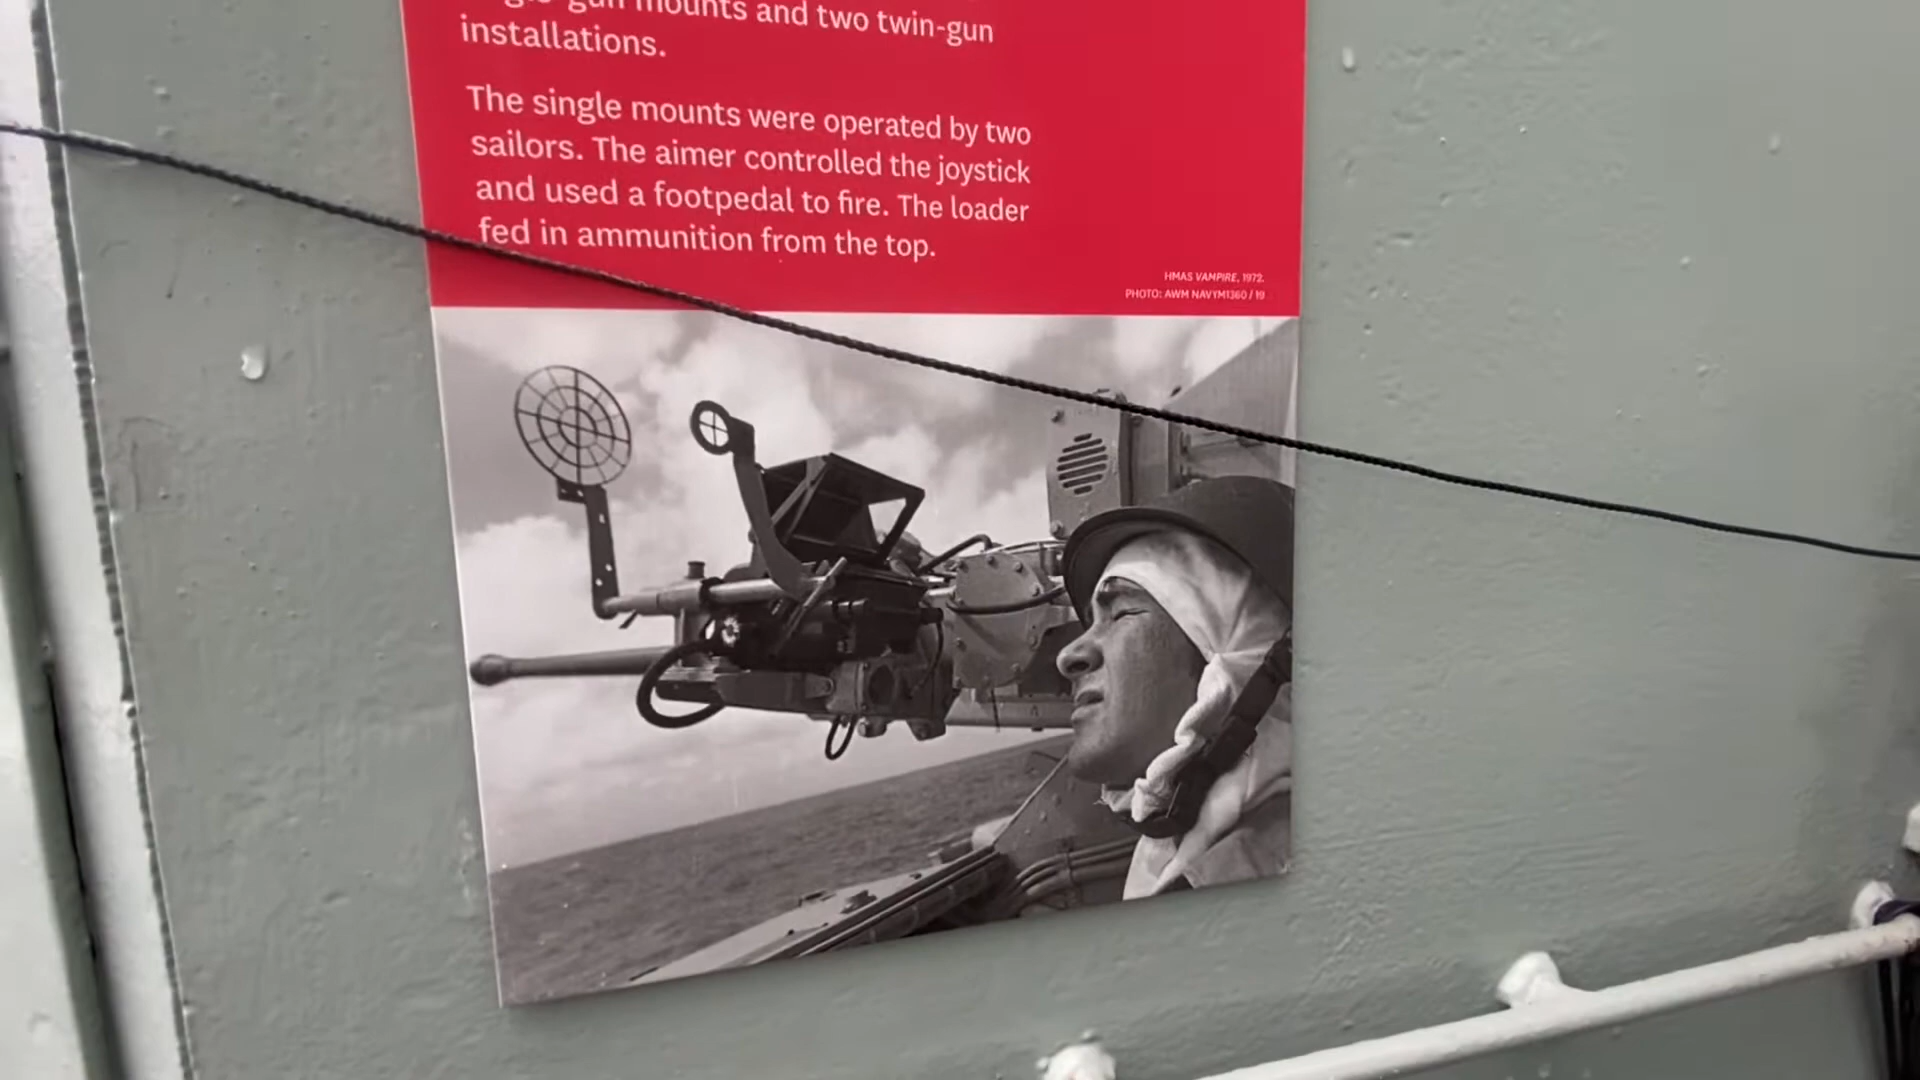 mounts and two twin-gun
installations.
The single mounts were operated by two
sailors. The aimer controlled the joystick
and used a footpedal to fire. The loader
fed in ammunition from the top.
HMAS VAMPIRE, 1972.
PHOTO: AWM NAVYM1360 / 19